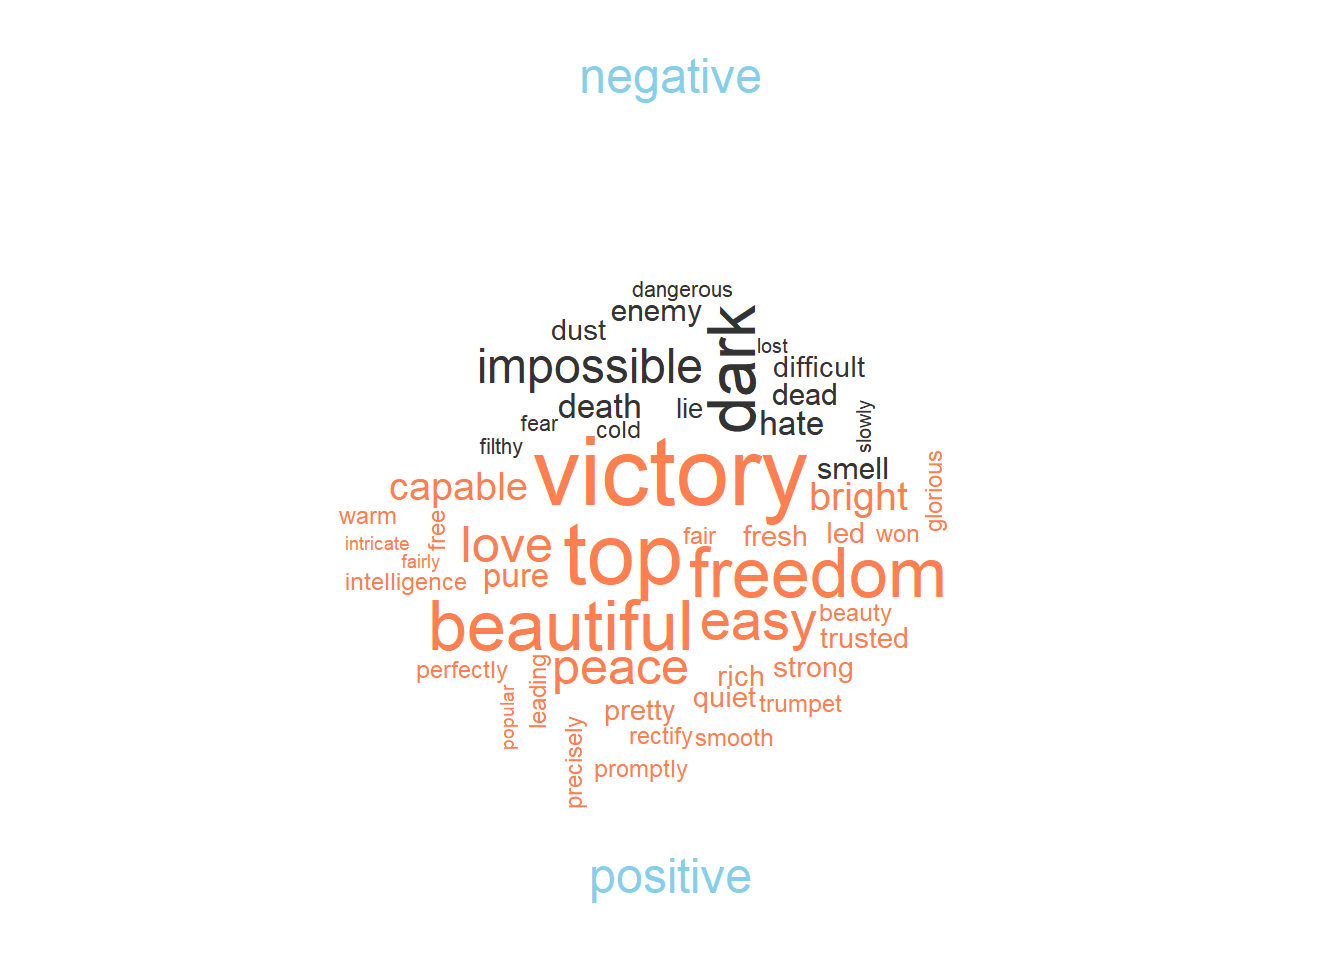 negative
dangerous
enemy
dust
dark
lost
impossible
difficult
dead
death
lie
hate
fear
cold
slowly
filthy
victory
smell
capable
bright
glorious
warm
free
love
top
fair
fresh
led
won
intricate
fairly
freedom
intelligence
pure
beautiful
easy
beauty
trusted
perfectly
leading
peace
rich
strong
popular
pretty
quiet
trumpet
precisely
rectify
smooth
promptly
positive